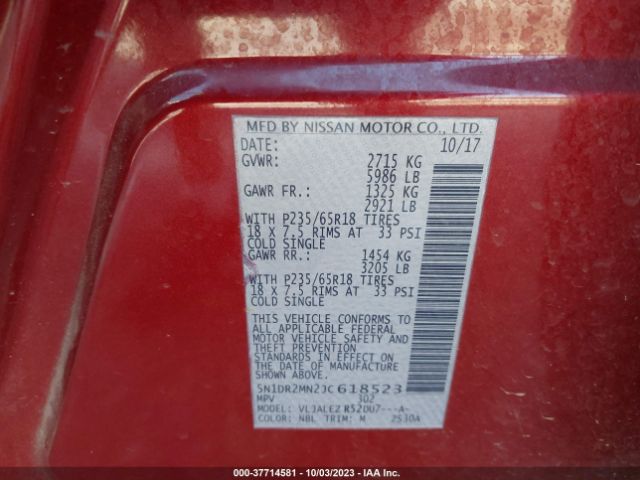 MFD BY NISSAN MOTOR CO., LTD.
DATE: 10/17
GVWR: 2715 KG
5986 LB
GAWR FR.: 1325 KG
2921 LB
WITH P235/65R18 TIRES
18 X 7.5 RIMS AT 33 PSI
COLD SINGLE
GAWR RR.: 1454 KG
3205 LB
WITH P235/65R18 TIRES
18 X 7.5 RIMS AT 33 PSI
COLD SINGLE
THIS VEHICLE CONFORMS TO
ALL APPLICABLE FEDERAL
MOTOR VEHICLE SAFETY AND
THEFT PREVENTION
STANDARDS IN EFFECT ON
THE DATE OF MANUFACTURE
SHOWN ABOVE.
5N1DR2MN2JC618523
MPV 302
MODEL: R52UU7---A-
COLOR: NBL TRIM: M 2530A
000-37714581 - 10/03/2023 - IAA Inc.